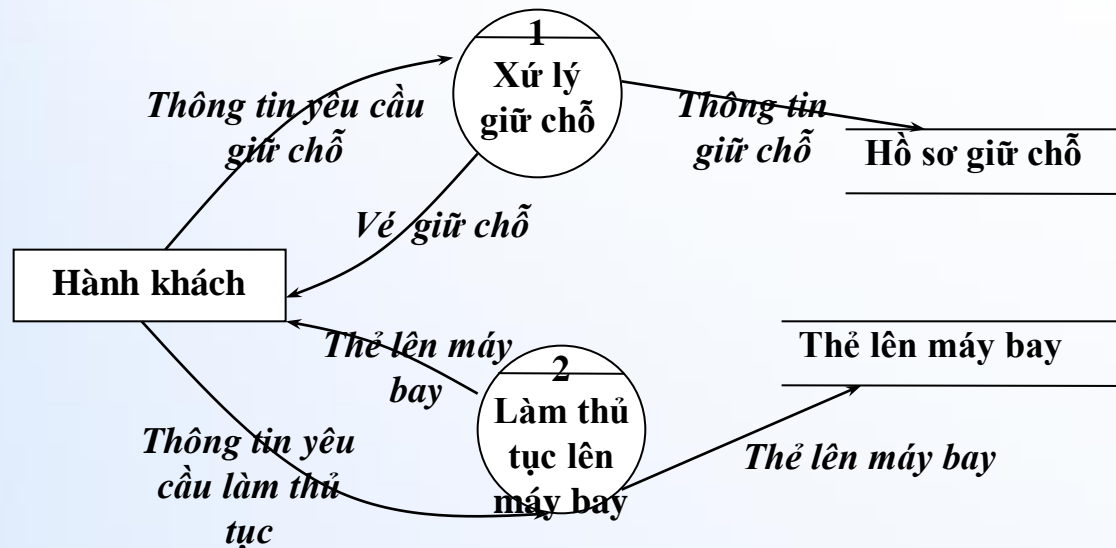 1
Xử lý
giữ chỗ
Thông tin yêu cầu
giữ chỗ
Thông tin
giữ chỗ
Hồ sơ giữ chỗ
Vé giữ chỗ
Hành khách
Thẻ lên máy
bay
Thẻ lên máy bay
2
Làm thủ
tục lên
máy bay
Thông tin yêu
cầu làm thủ
tục
Thẻ lên máy bay